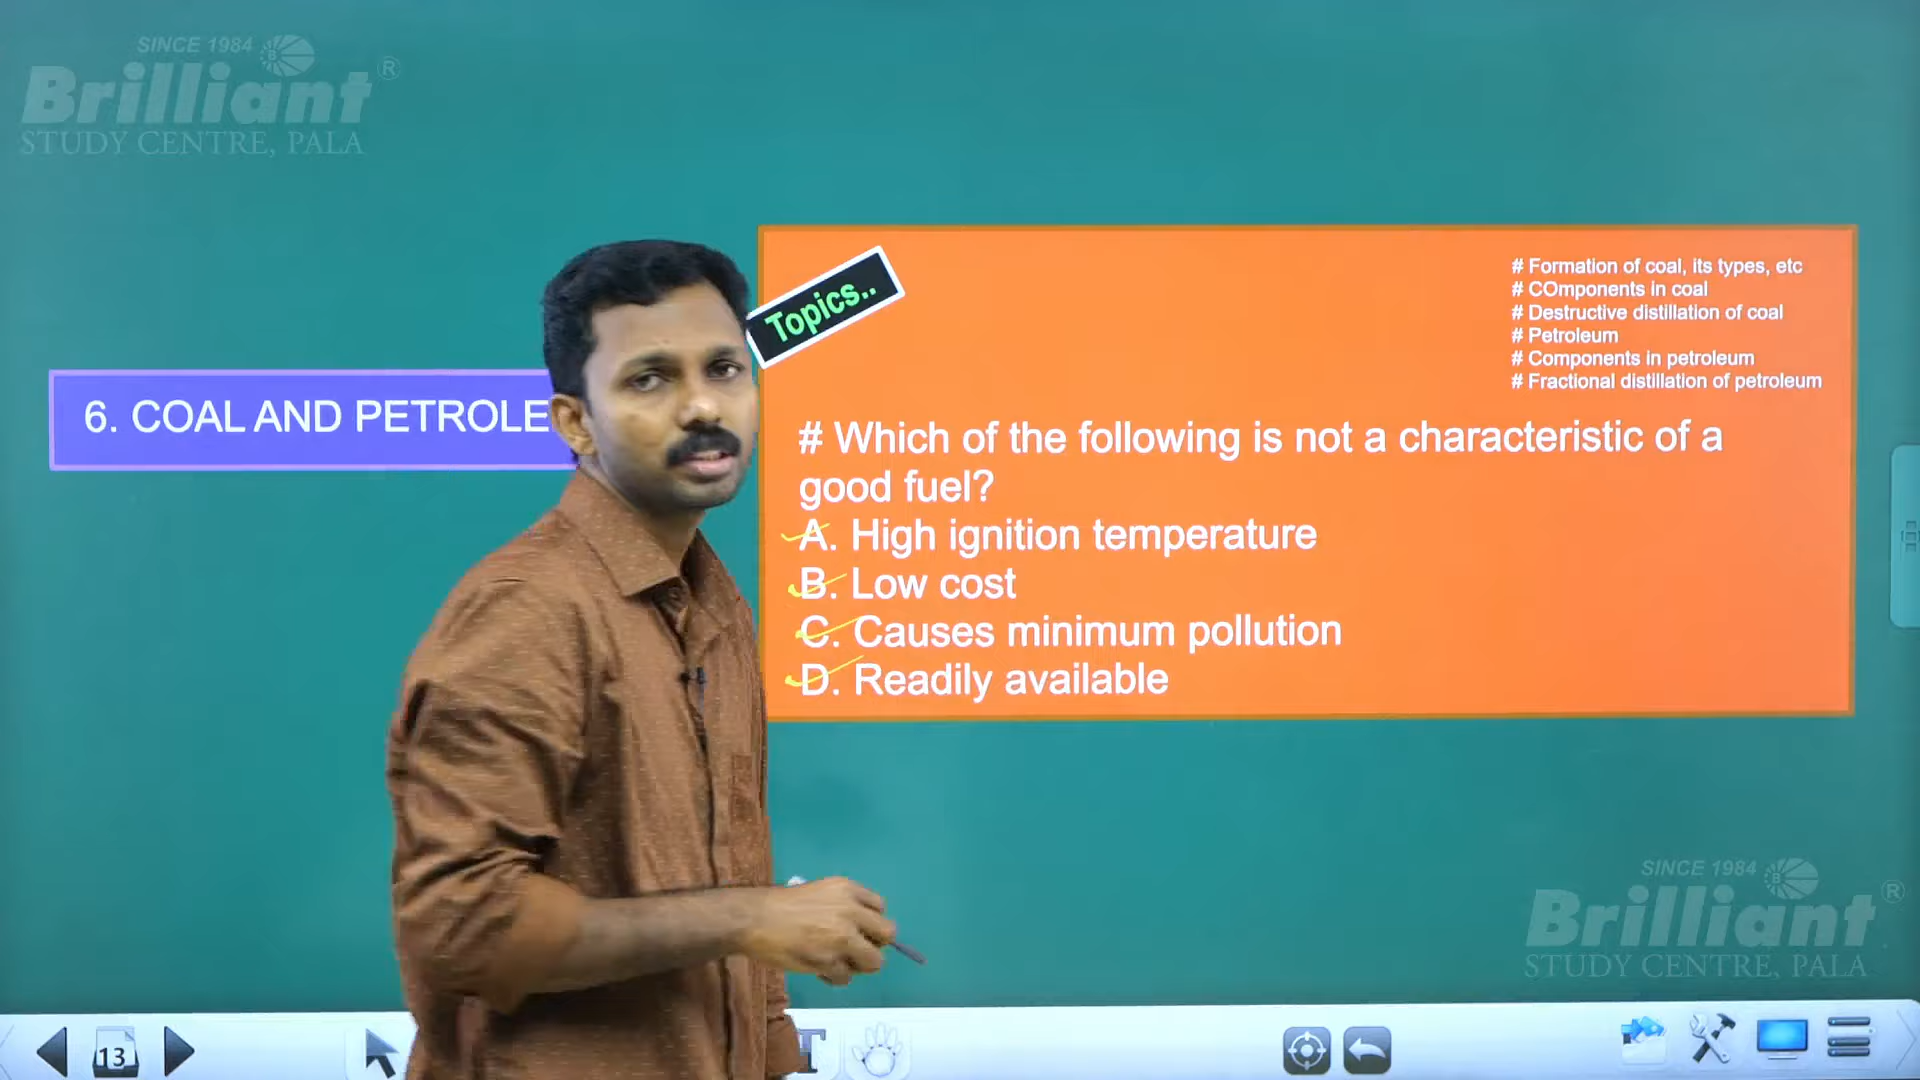 SINCE 1984
Brilliant®
STUDY CENTRE, PALA
6. COAL AND PETROLE
Topics..
# Formation of coal, its types, etc
# COmponents in coal
# Destructive distillation of coal
# Petroleum
# Components in petroleum
# Fractional distillation of petroleum
# Which of the following is not a characteristic of a
good fuel?
A. High ignition temperature
B. Low cost
C. Causes minimum pollution
D. Readily available
SINCE 1984
Brilliant®
STUDY CENTRE, PALA
13
T